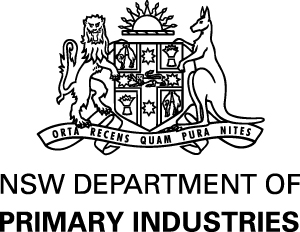 ORTA RECENS QUAM PURA NITES
NSW DEPARTMENT OF
PRIMARY INDUSTRIES